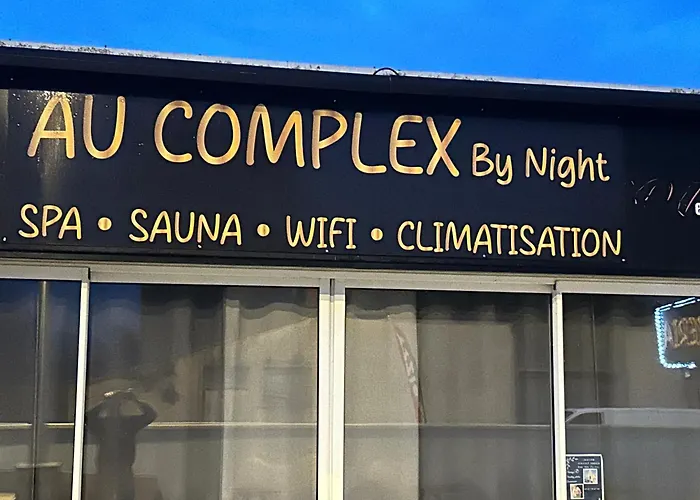 AU COMPLEX By Night
SPA • SAUNA • WIFI • CLIMATISATION